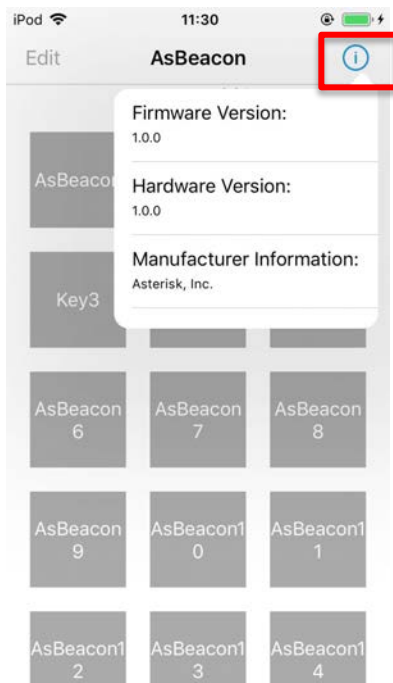 iPod 11:30
Edit AsBeacon i
Firmware Version:
1.0.0
AsBeacon
Hardware Version:
1.0.0
Manufacturer Information:
Asterisk, Inc.
Key3
AsBeacon AsBeacon AsBeacon
6 7 8
AsBeacon AsBeacon1 AsBeacon1
9 0 1
AsBeacon1 AsBeacon1 AsBeacon1
2 3 4